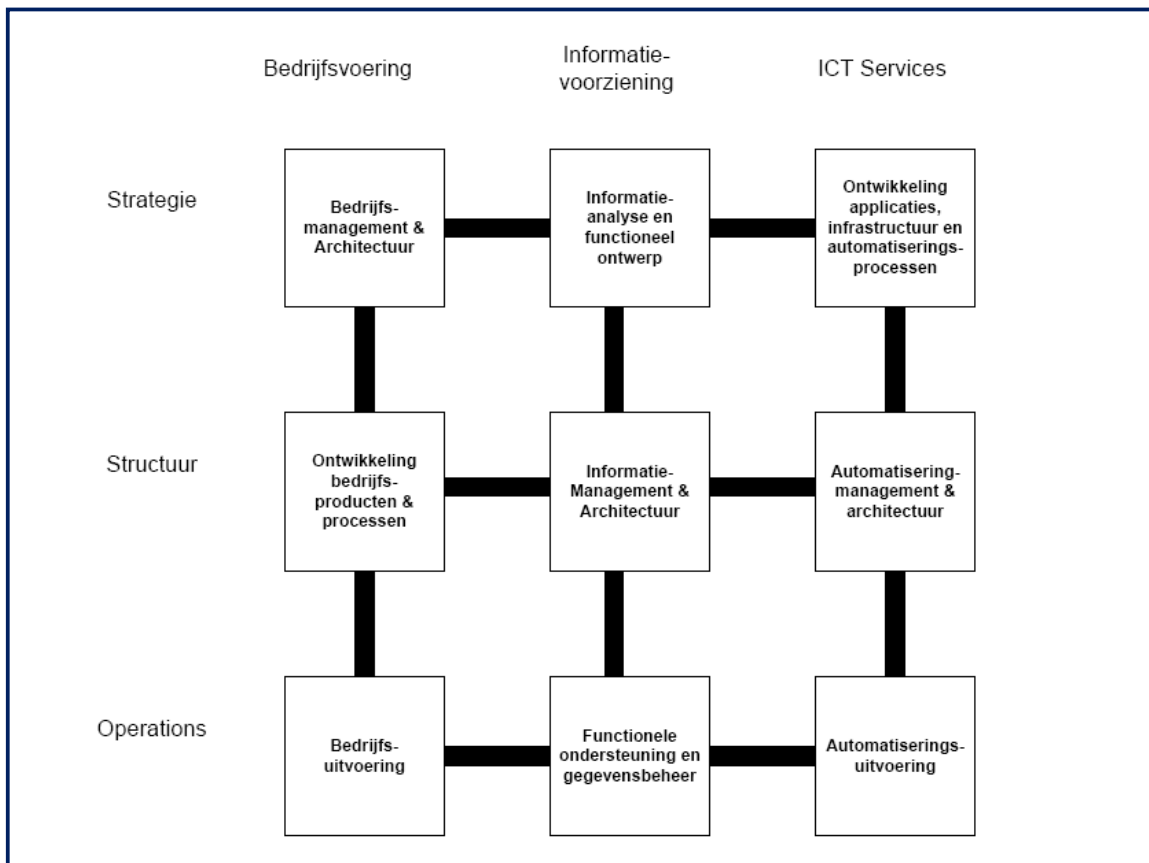 Bedrijfsvoering
Informatie-
voorziening
ICT Services
Strategie
Bedrijfs-
management &
Architectuur
Informatie-
analyse en
functioneel
ontwerp
Ontwikkeling
applicaties,
infrastructuur en
automatiserings-
processen
Structuur
Ontwikkeling
bedrijfs-
producten &
processen
Informatie-
Management &
Architectuur
Automatisering-
management &
architectuur
Operations
Bedrijfs-
uitvoering
Functionele
ondersteuning en
gegevensbeheer
Automatiserings-
uitvoering